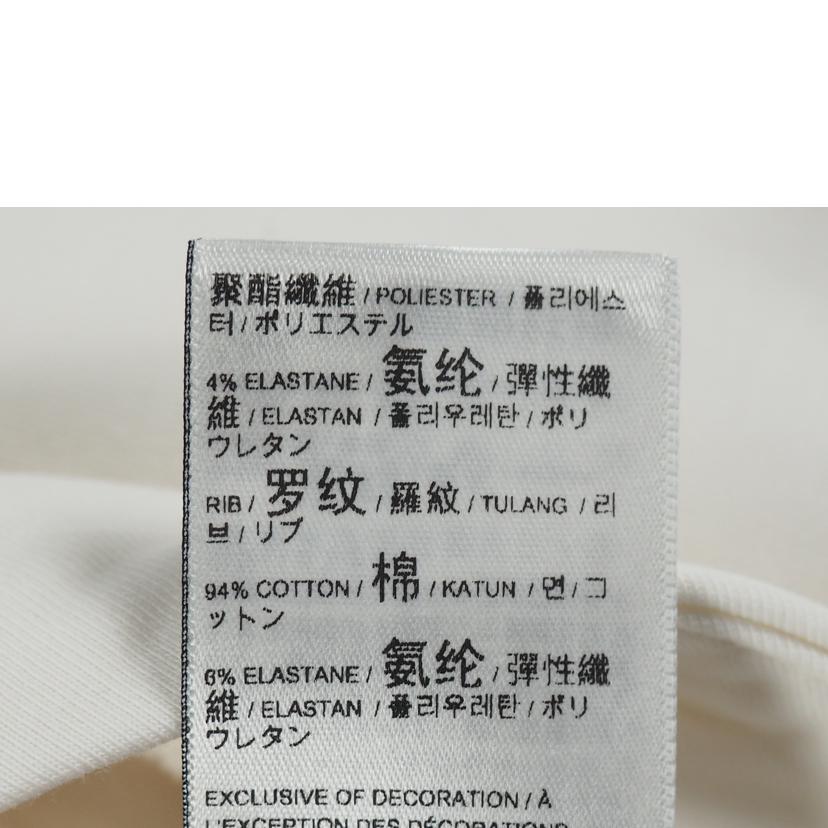 聚酯纖維 / POLIESTER / 폴리에스
터 / ポリエステル
4% ELASTANE / 氨纶 / 彈性纖
維 / ELASTAN / 폴리우레탄 / ポリ
ウレタン
RIB / 罗纹 / 羅紋 / TULANG / 리
브 / リブ
94% COTTON / 棉 / KATUN / 면 / コ
ットン
6% ELASTANE / 氨纶 / 彈性纖
維 / ELASTAN / 폴리우레탄 / ポリ
ウレタン
EXCLUSIVE OF DECORATION / À
L'EXCEPTION DES DÉCORATIONS